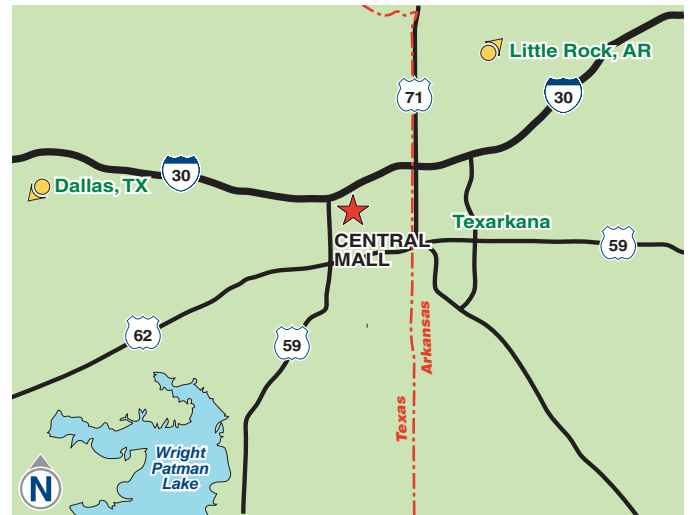 Little Rock, AR
71
30
30
Dallas, TX
Texarkana
CENTRAL
MALL
59
62
59
Arkansas
Texas
Wright
Patman
Lake
N